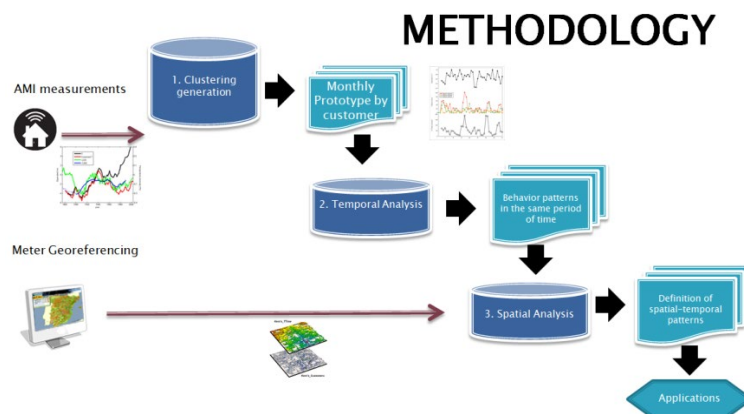 METHODOLOGY
AMI measurements
1. Clustering
generation
Monthly
Prototype by
customer
2. Temporal Analysis
Behavior patterns
in the same period
of time
Meter Georeferencing
3. Spatial Analysis
Definition of
spatial-temporal
patterns
Applications